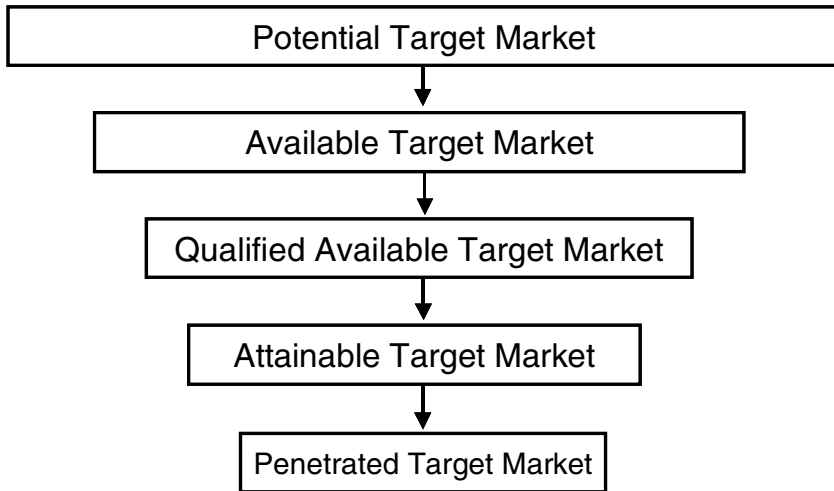 Potential Target Market
Available Target Market
Qualified Available Target Market
Attainable Target Market
Penetrated Target Market